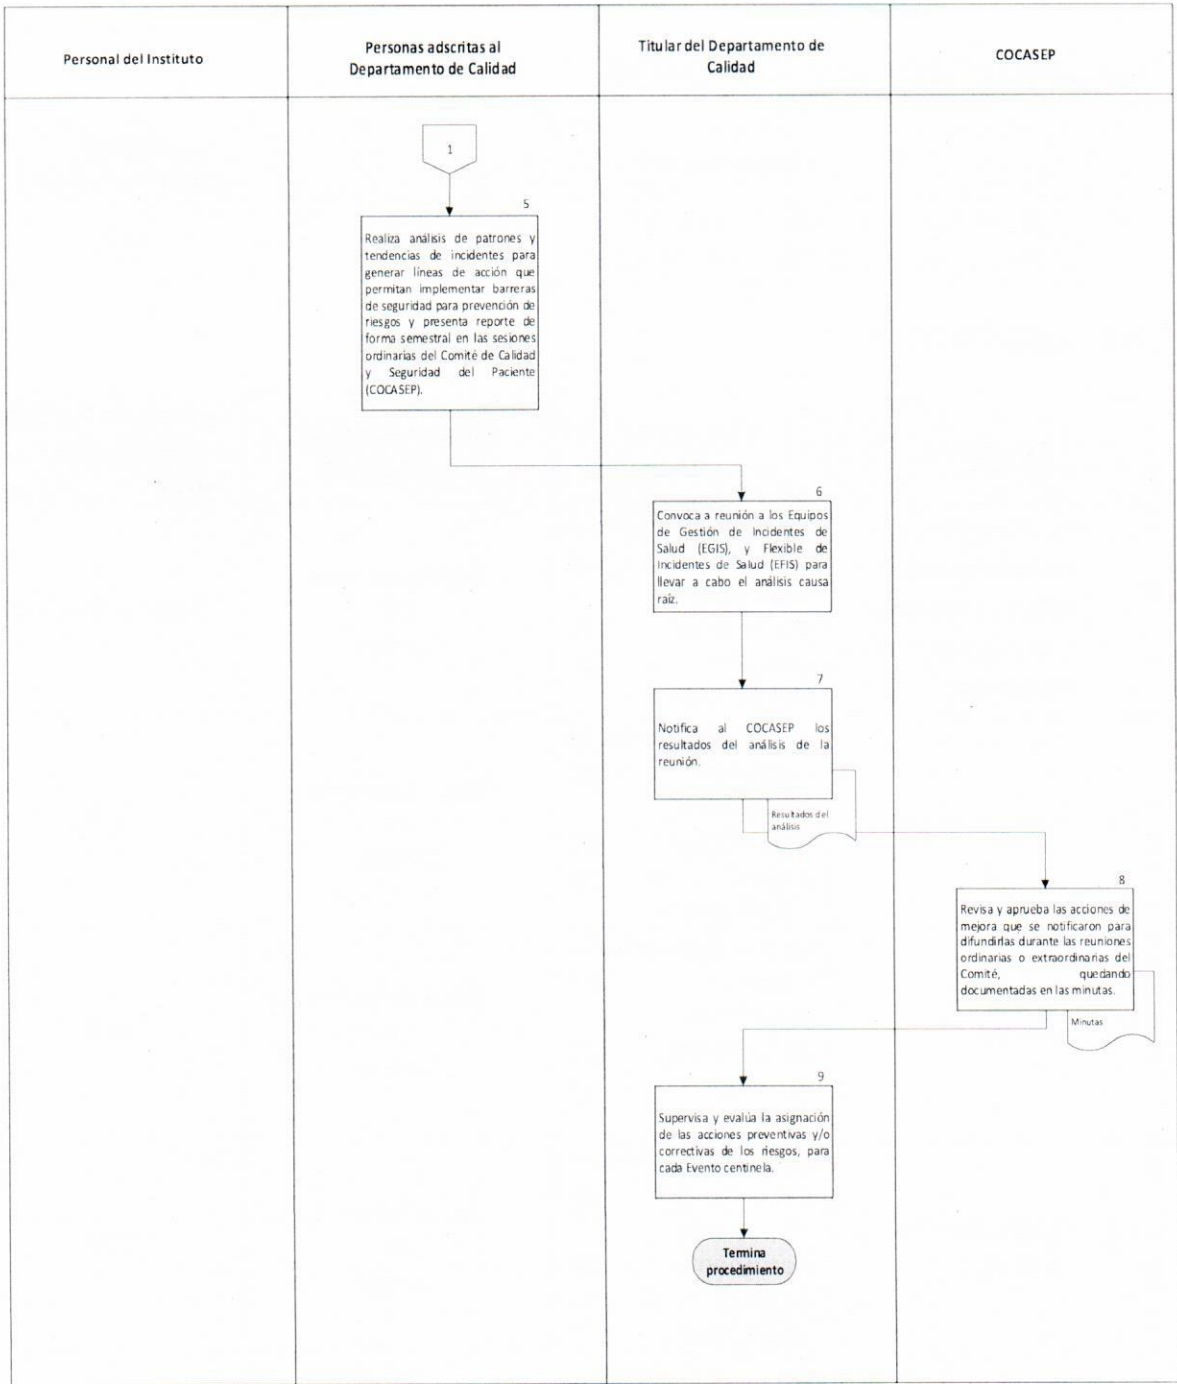 Personal del Instituto
Personas adscritas al
Departamento de Calidad
Titular del Departamento de
Calidad
COCASEP
1
5
Realiza análisis de patrones y
tendencias de incidentes para
generar líneas de acción que
permitan implementar barreras
de seguridad para prevención de
riesgos y presenta reporte de
forma semestral en las sesiones
ordinarias del Comité de Calidad
y Seguridad del Paciente
(COCASEP).
6
Convoca a reunión a los Equipos
de Gestión de Incidentes de
Salud (EGIS), y Flexible de
Incidentes de Salud (EFIS) para
llevar a cabo el análisis causa
raíz.
7
Notifica al COCASEP los
resultados del análisis de la
reunión.
Resultados del
análisis
8
Revisa y aprueba las acciones de
mejora que se notificaron para
difundirlas durante las reuniones
ordinarias o extraordinarias del
Comité, quedando
documentadas en las minutas.
Minutas
9
Supervisa y evalúa la asignación
de las acciones preventivas y/o
correctivas de los riesgos, para
cada Evento centinela.
Termina
procedimiento